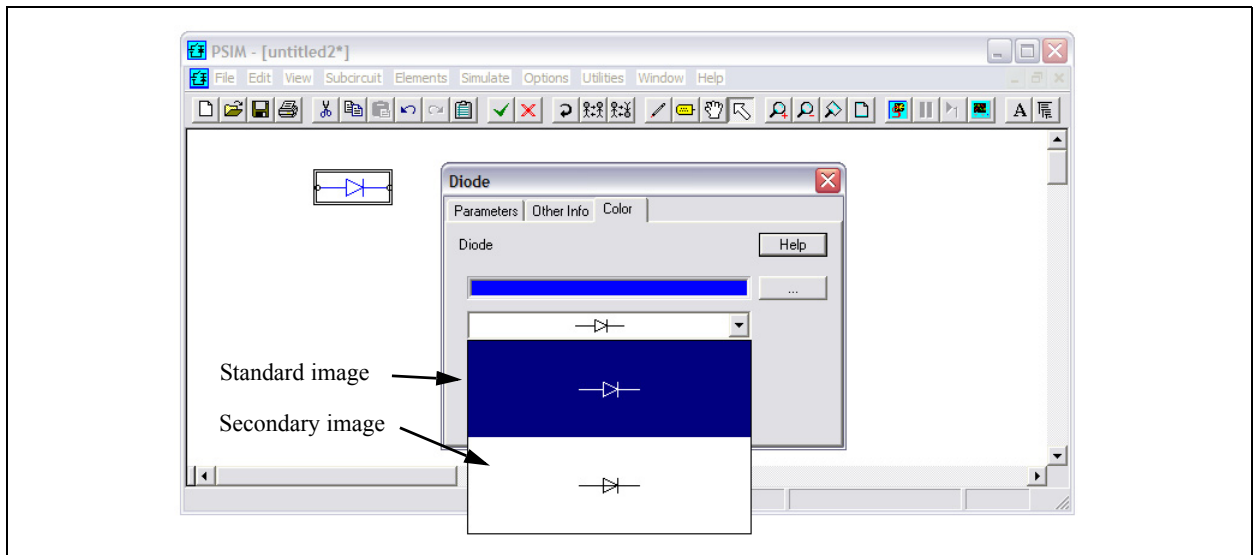 PSIM - [untitled2*]
File Edit View Subcircuit Elements Simulate Options Utilities Window Help
A
Diode
Parameters Other Info Color
Diode Help
...
Standard image
Secondary image